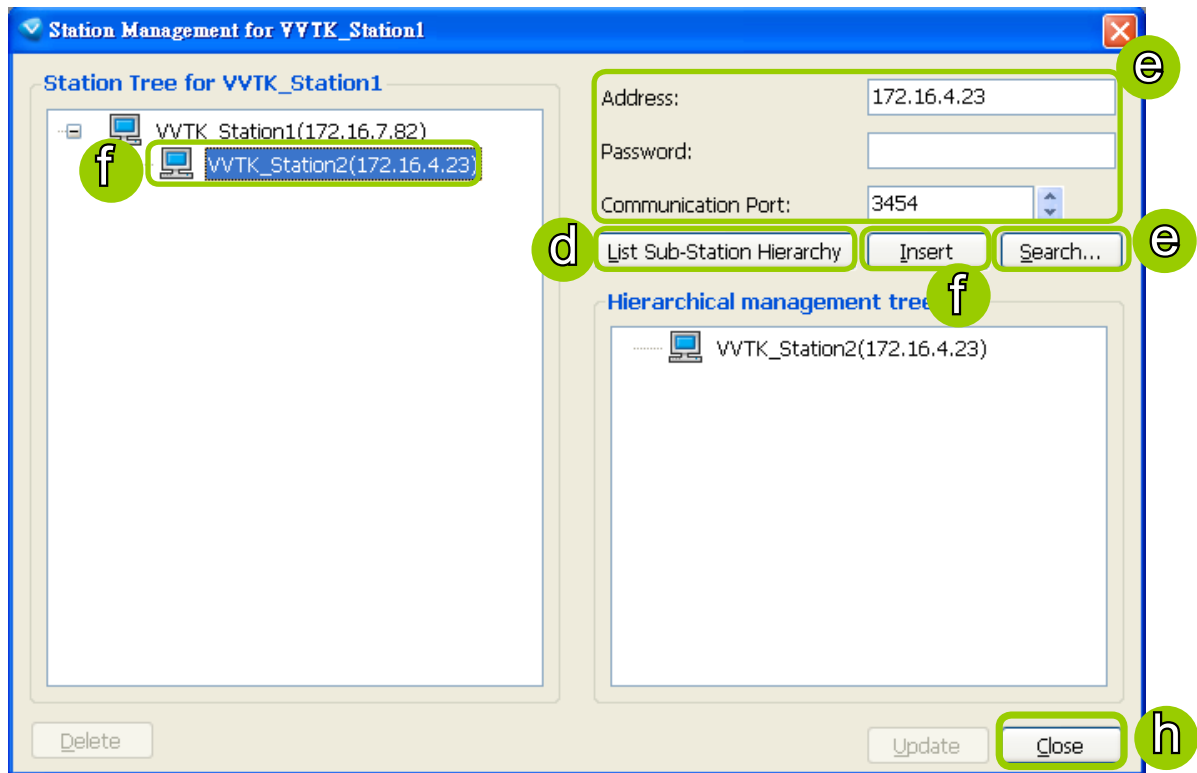 Station Management for VVTK_Station1
e
Station Tree for VVTK_Station1
VVTK_Station1(172.16.7.82)
f
VVTK_Station2(172.16.4.23)
Address:
172.16.4.23
Password:
Communication Port:
3454
d
List Sub-Station Hierarchy
Insert
Search...
e
f
Hierarchical management tree
VVTK_Station2(172.16.4.23)
Delete
Update
Close
h